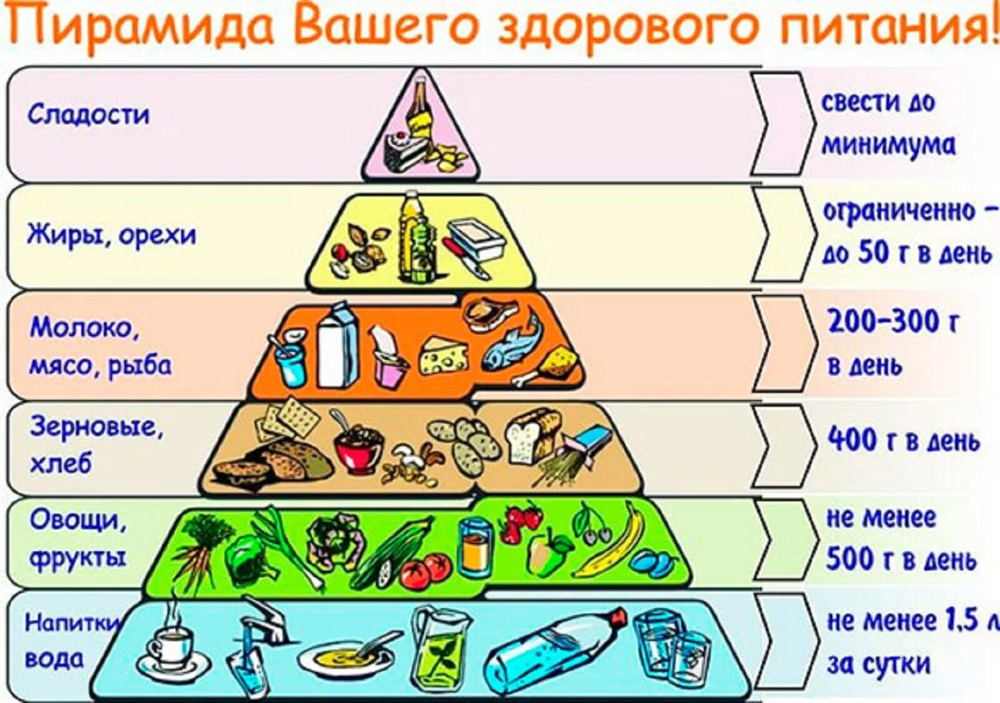 Пирамида Вашего здорового питания!
Сладости
свести до
минимума
Жиры, орехи
ограниченно –
до 50 г в день
Молоко,
мясо, рыба
200–300 г
в день
Зерновые,
хлеб
400 г в день
Овощи,
фрукты
не менее
500 г в день
Напитки
вода
не менее 1,5 л
за сутки